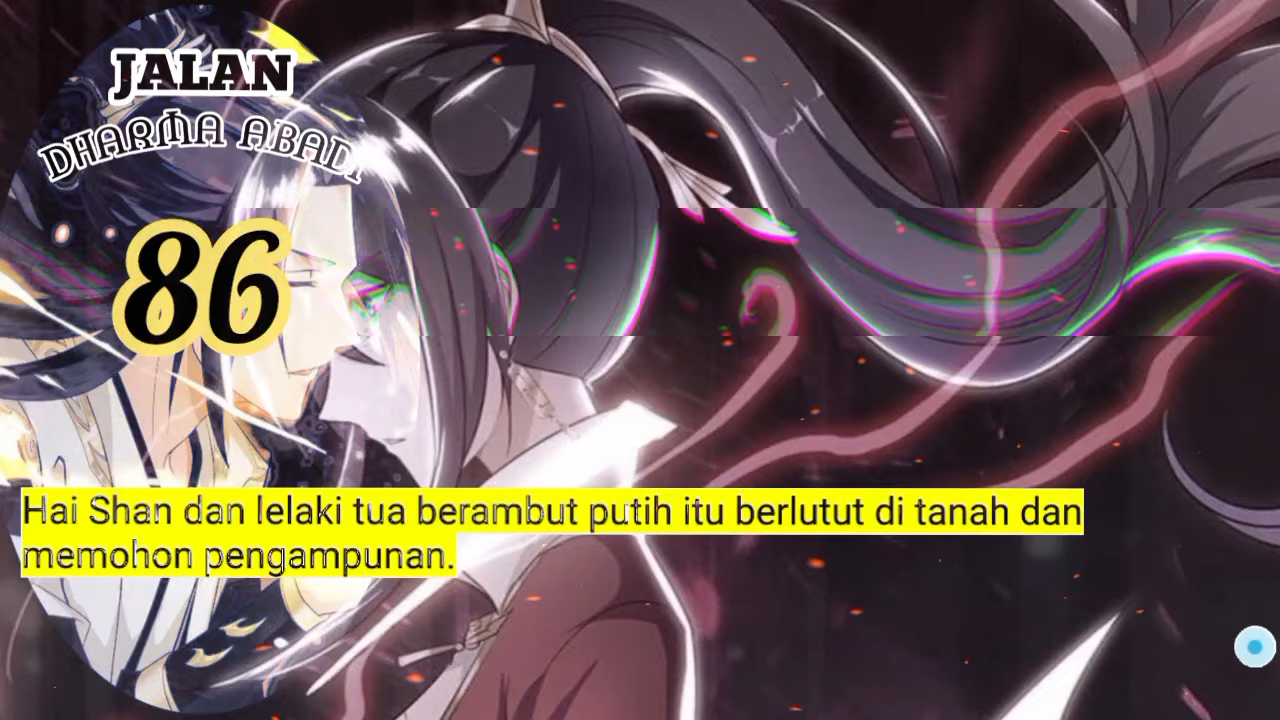 JALAN
DHARMA ABADI
86
Hai Shan dan lelaki tua berambut putih itu berlutut di tanah dan
memohon pengampunan.